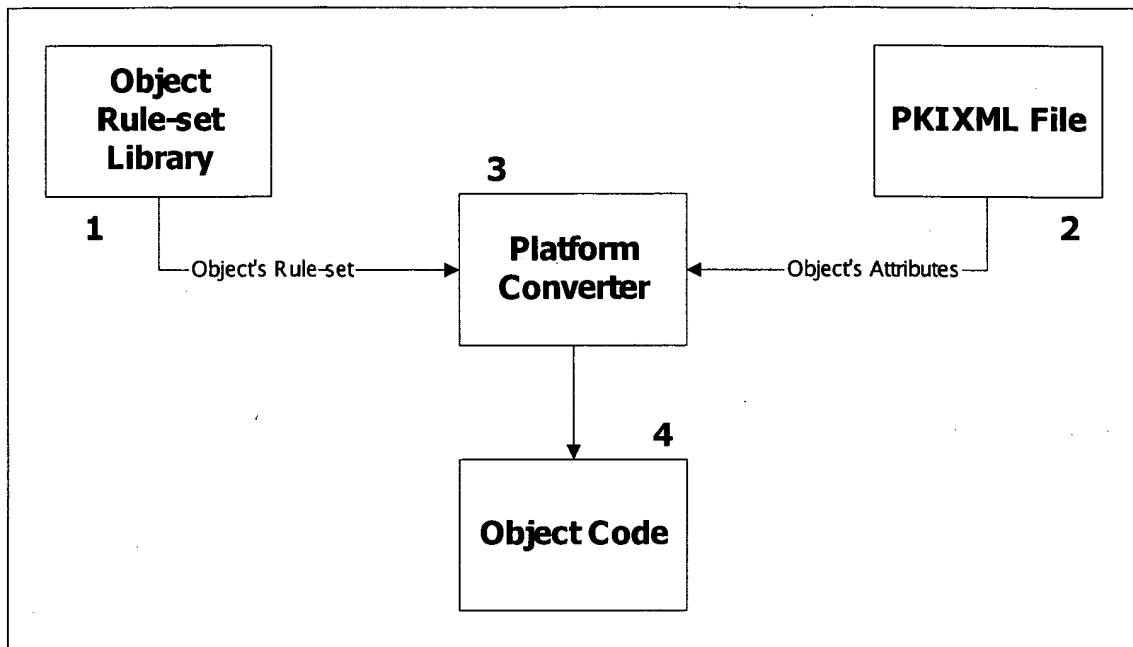 Object
Rule-set
Library
PKIXML File
3
1
2
Platform
Converter
Object's Rule-set
Object's Attributes
4
Object Code